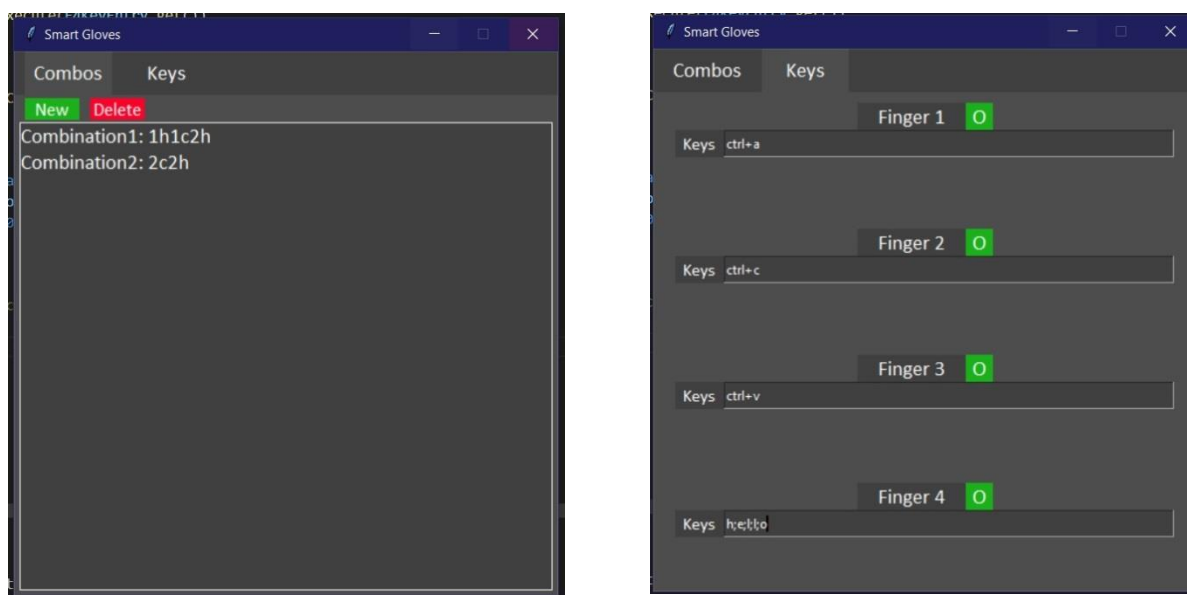 Smart Gloves
Combos Keys
New Delete
Combination1: 1h1c2h
Combination2: 2c2h
Smart Gloves
Combos Keys
Finger 1 O
Keys ctrl+a
Finger 2 O
Keys ctrl+c
Finger 3 O
Keys ctrl+v
Finger 4 O
Keys h;e;l;l;o